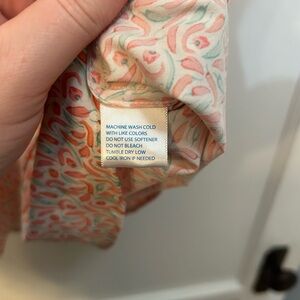 MACHINE WASH COLD
WITH LIKE COLORS
DO NOT USE SOFTENER
DO NOT BLEACH
TUMBLE DRY LOW
COOL IRON IF NEEDED